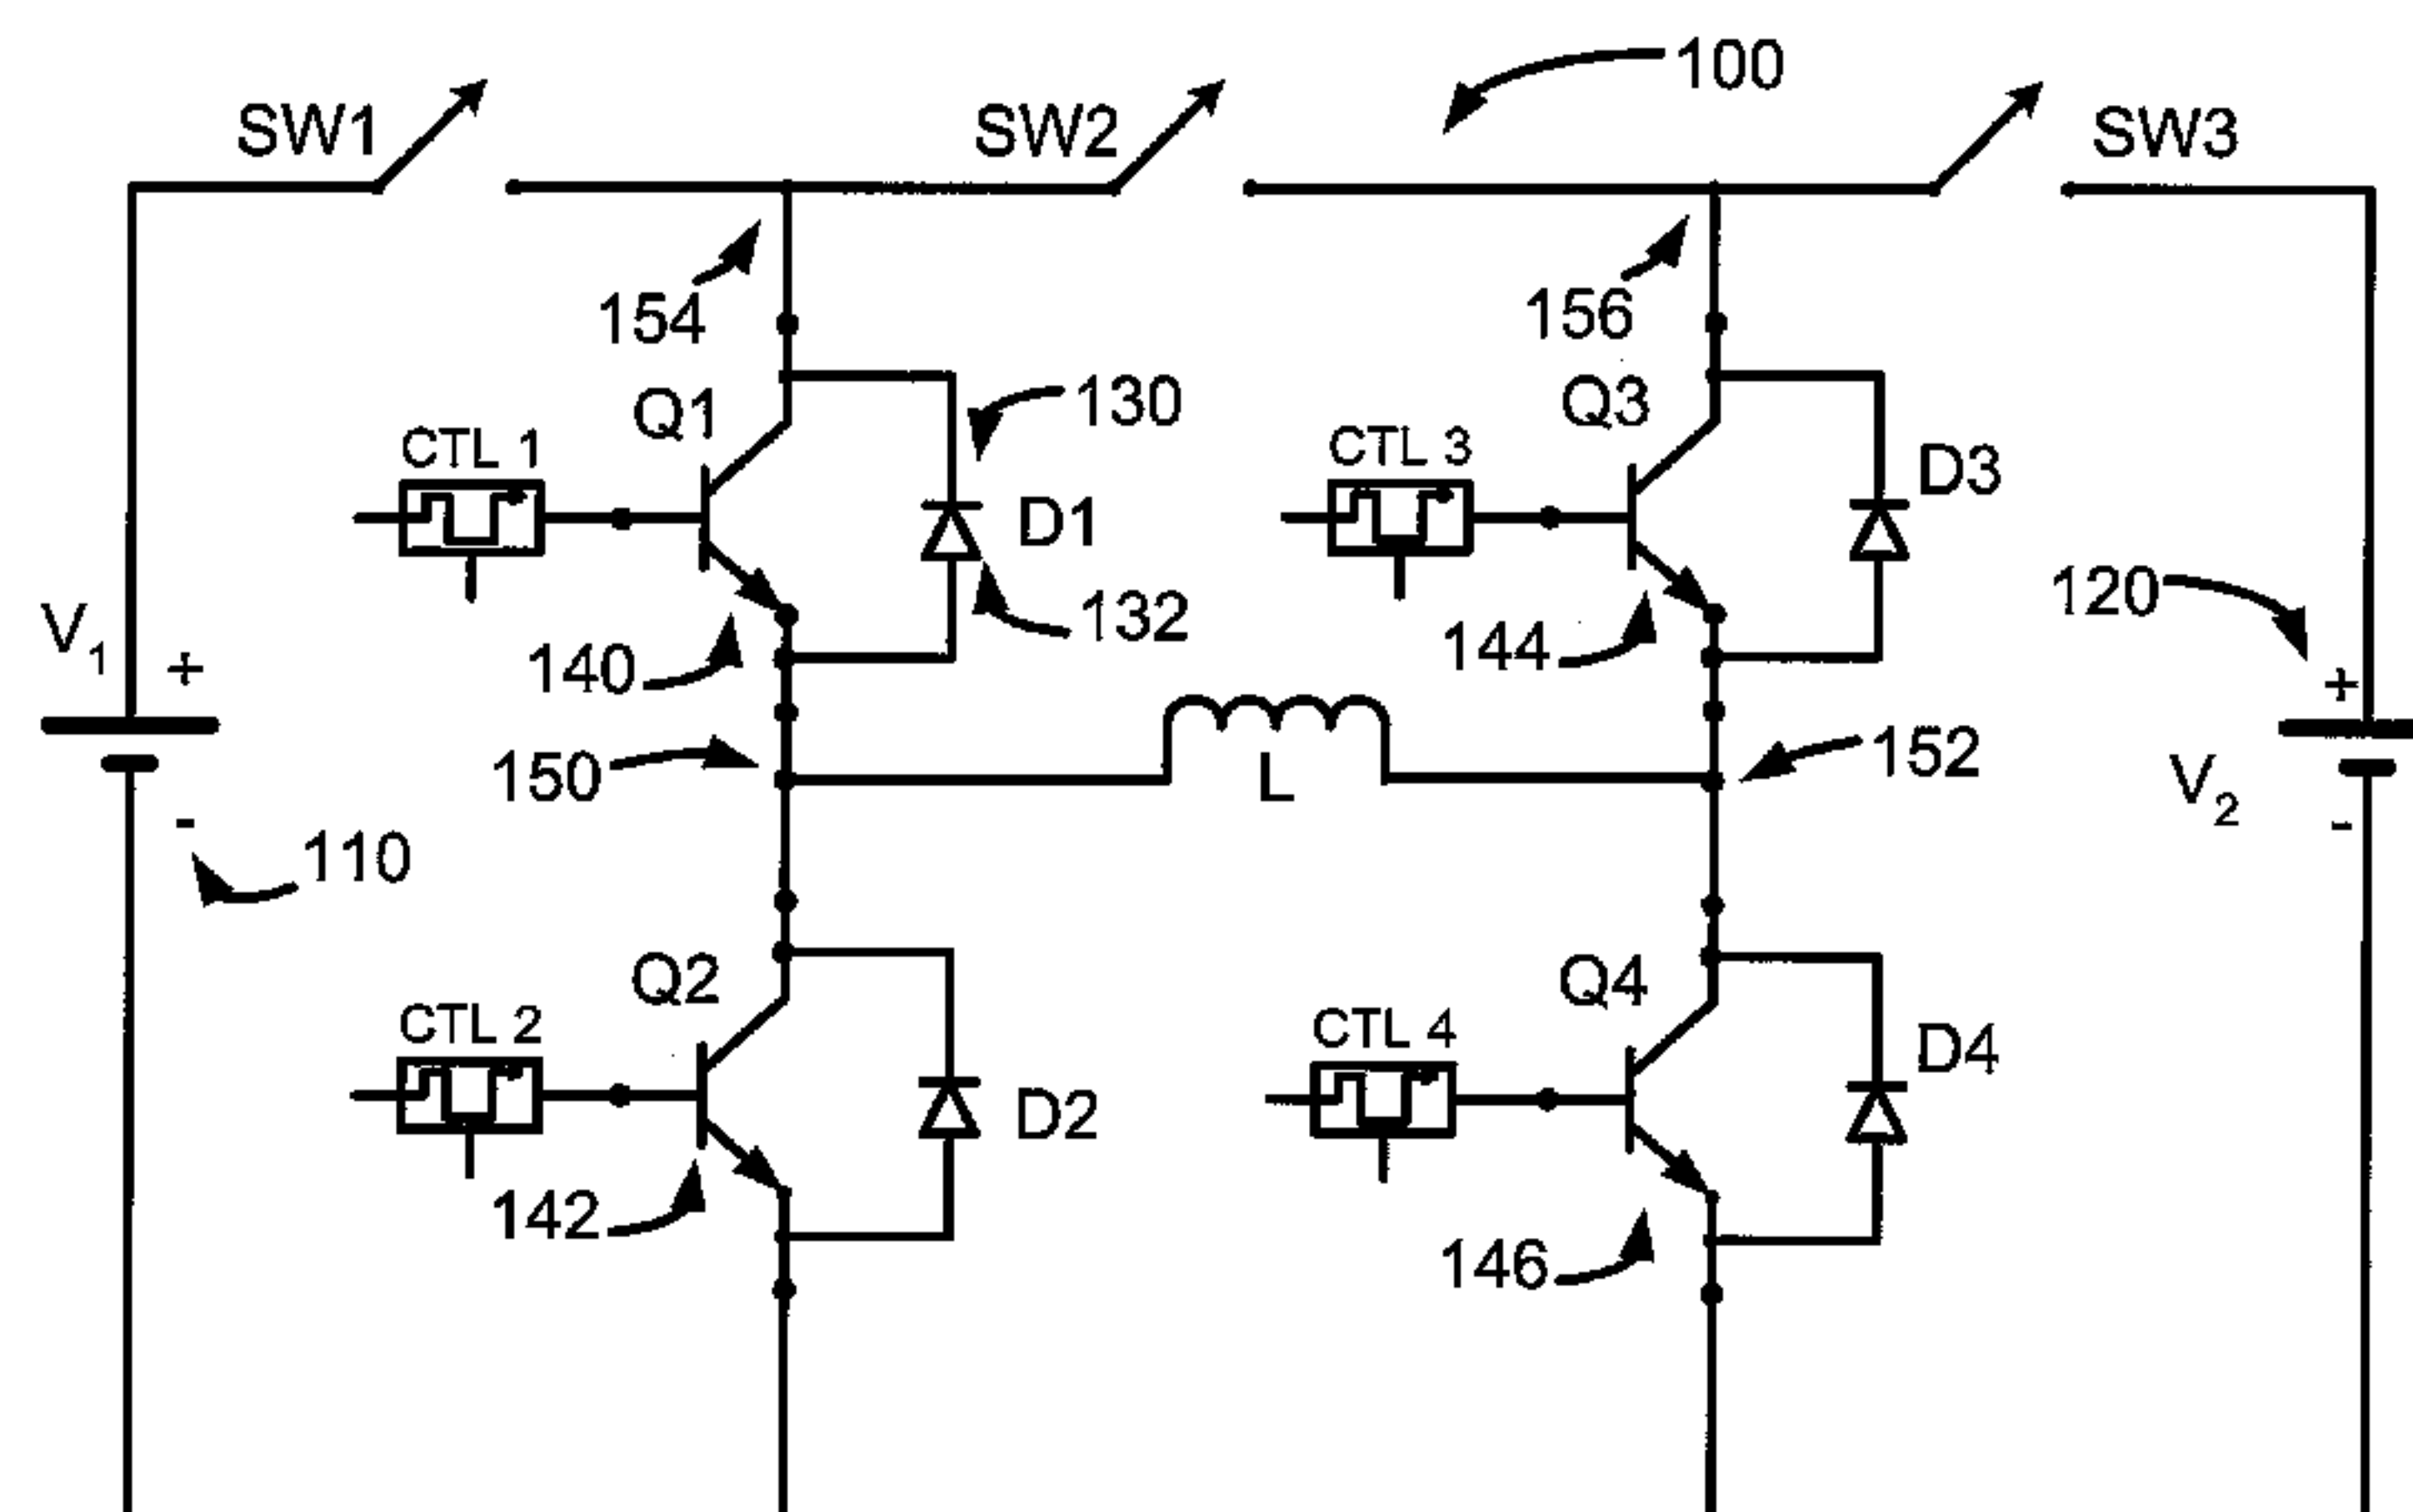 100
SW1
SW2
SW3
154
156
Q1
130
Q3
CTL 1
CTL 3
D3
D1
120
V1
+
132
140
144
+
150
L
152
V2
-
-
110
Q2
Q4
CTL 2
CTL 4
D4
D2
142
146